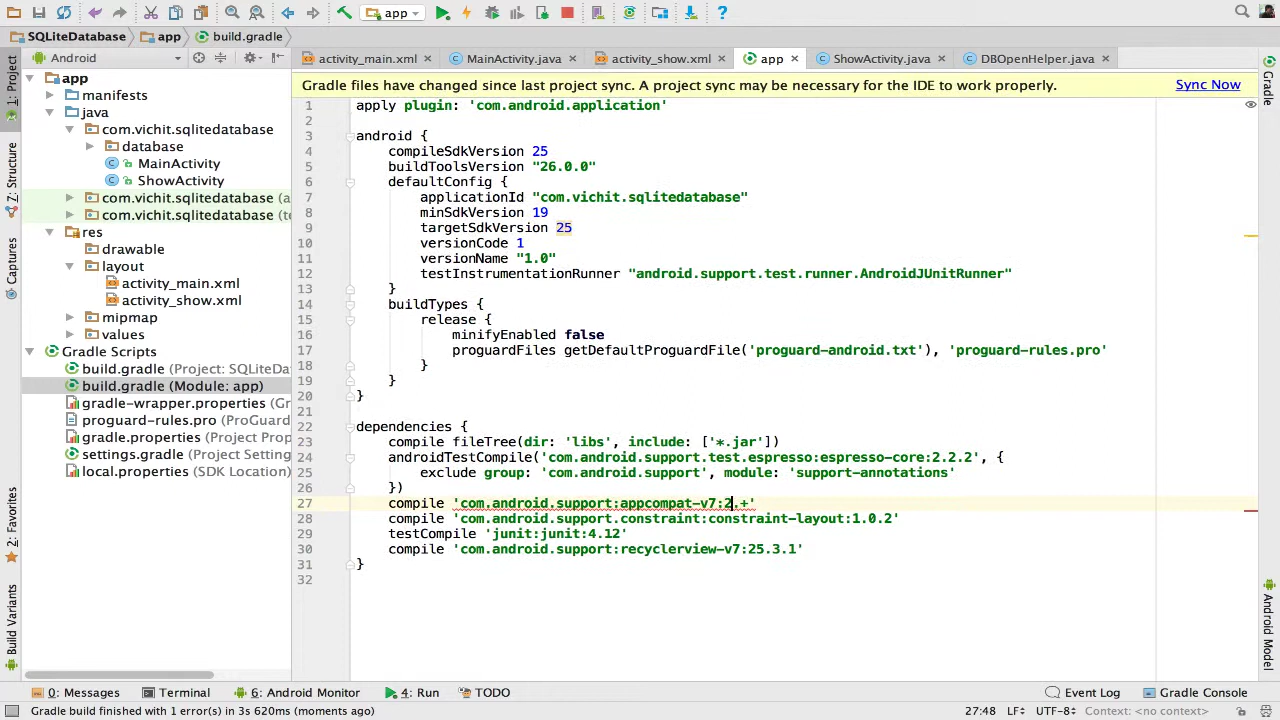 app
SQLiteDatabase
app
build.gradle
Android
activity_main.xml
MainActivity.java
activity_show.xml
app
ShowActivity.java
DBOpenHelper.java
Gradle files have changed since last project sync. A project sync may be necessary for the IDE to work properly.
Sync Now
1: Project
Z: Structure
Captures
2: Favorites
Build Variants
Gradle
Android Model
app
manifests
java
com.vichit.sqlitedatabase
database
MainActivity
ShowActivity
com.vichit.sqlitedatabase (a
com.vichit.sqlitedatabase (te
res
drawable
layout
activity_main.xml
activity_show.xml
mipmap
values
Gradle Scripts
build.gradle (Project: SQLiteDa
build.gradle (Module: app)
gradle-wrapper.properties (Gr
proguard-rules.pro (ProGuard
gradle.properties (Project Prop
settings.gradle (Project Setting
local.properties (SDK Location)
1 apply plugin: 'com.android.application'
2
3 android {
4 compileSdkVersion 25
5 buildToolsVersion "26.0.0"
6 defaultConfig {
7 applicationId "com.vichit.sqlitedatabase"
8 minSdkVersion 19
9 targetSdkVersion 25
10 versionCode 1
11 versionName "1.0"
12 testInstrumentationRunner "android.support.test.runner.AndroidJUnitRunner"
13 }
14 buildTypes {
15 release {
16 minifyEnabled false
17 proguardFiles getDefaultProguardFile('proguard-android.txt'), 'proguard-rules.pro'
18 }
19 }
20 }
21
22 dependencies {
23 compile fileTree(dir: 'libs', include: ['*.jar'])
24 androidTestCompile('com.android.support.test.espresso:espresso-core:2.2.2', {
25 exclude group: 'com.android.support', module: 'support-annotations'
26 })
27 compile 'com.android.support:appcompat-v7:2.+'
28 compile 'com.android.support.constraint:constraint-layout:1.0.2'
29 testCompile 'junit:junit:4.12'
30 compile 'com.android.support:recyclerview-v7:25.3.1'
31 }
32
0: Messages
Terminal
6: Android Monitor
4: Run
TODO
Event Log
Gradle Console
Gradle build finished with 1 error(s) in 3s 620ms (moments ago)
27:48
LF÷
UTF-8÷
Context: <no context>